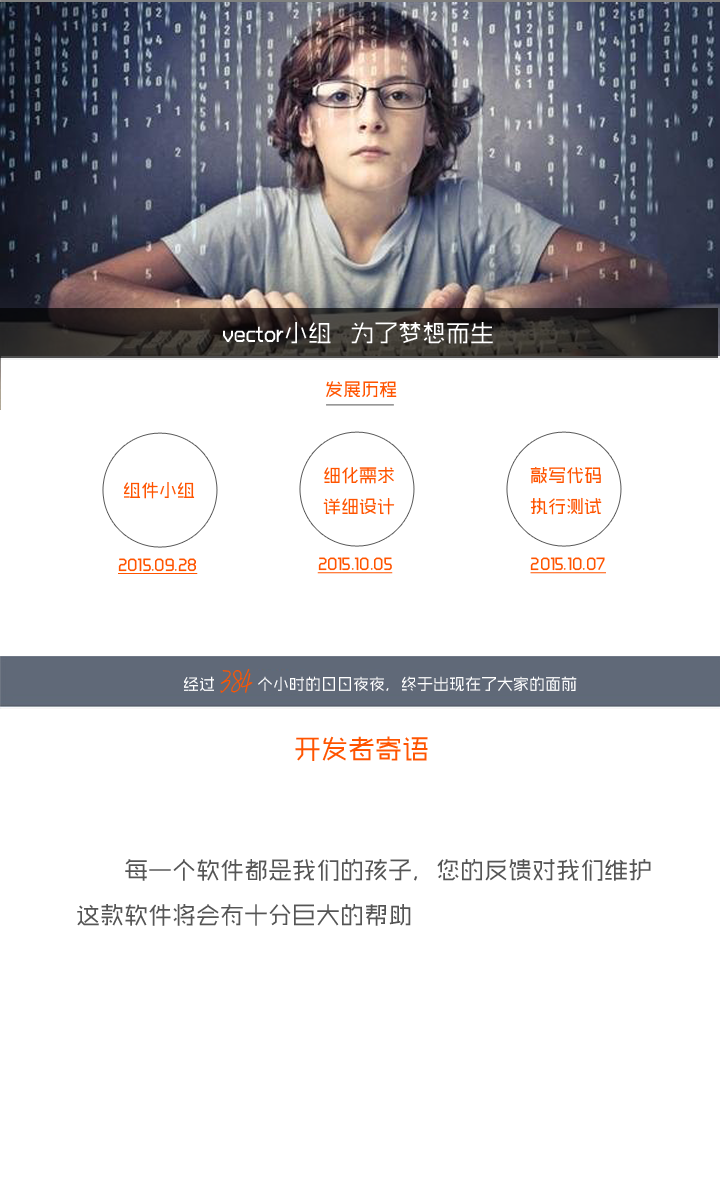 vector小组 为了梦想而生
发展历程
组件小组
细化需求
详细设计
敲写代码
执行测试
2015.09.28
2015.10.05
2015.10.07
经过 384 个小时的日日夜夜，终于出现在了大家的面前
开发者寄语
每一个软件都是我们的孩子，您的反馈对我们维护
这款软件将会有十分巨大的帮助